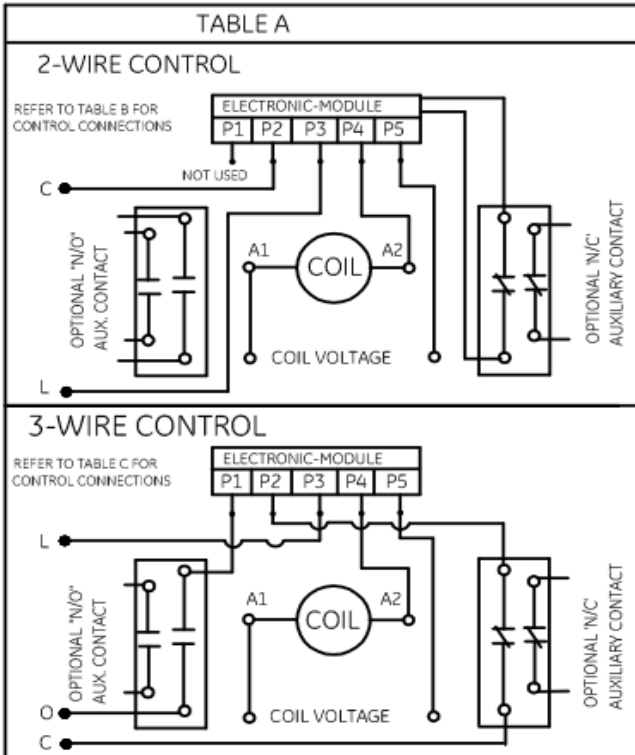 TABLE A
2-WIRE CONTROL
REFER TO TABLE B FOR
CONTROL CONNECTIONS
ELECTRONIC-MODULE
P1 P2 P3 P4 P5
NOT USED
C
OPTIONAL "N/O"
AUX. CONTACT
A1 COIL A2
COIL VOLTAGE
OPTIONAL 'N/C'
AUXILIARY CONTACT
L
3-WIRE CONTROL
REFER TO TABLE C FOR
CONTROL CONNECTIONS
ELECTRONIC-MODULE
P1 P2 P3 P4 P5
L
OPTIONAL "N/O"
AUX. CONTACT
A1 COIL A2
COIL VOLTAGE
OPTIONAL 'N/C'
AUXILIARY CONTACT
O
C